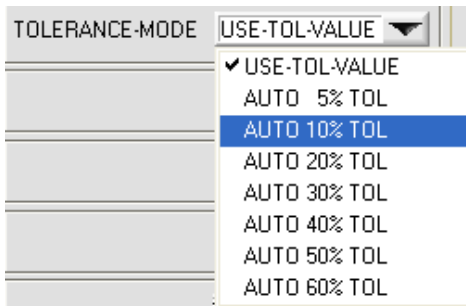 TOLERANCE-MODE USE-TOL-VALUE
✔USE-TOL-VALUE
AUTO 5% TOL
AUTO 10% TOL
AUTO 20% TOL
AUTO 30% TOL
AUTO 40% TOL
AUTO 50% TOL
AUTO 60% TOL